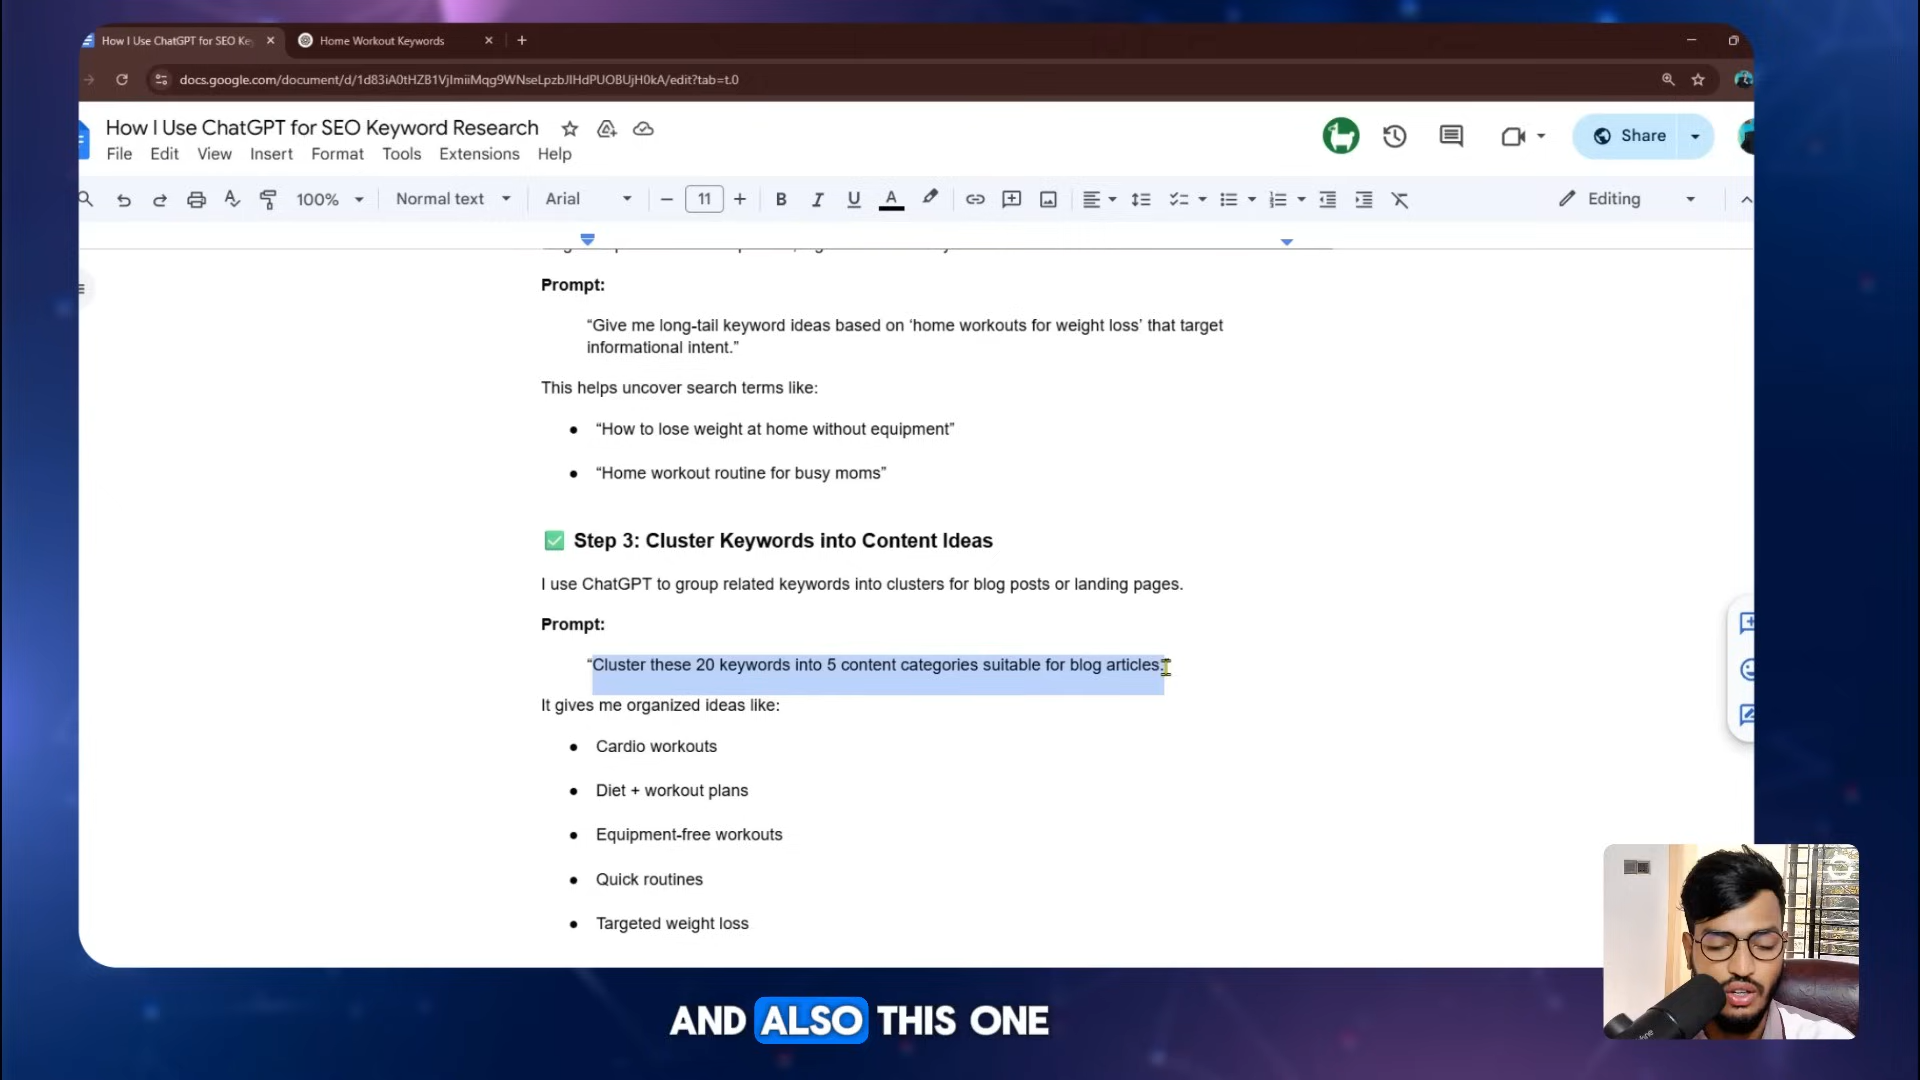 How I Use ChatGPT for SEO Ke
Home Workout Keywords
docs.google.com/document/d/1d83iA0tHZB1VjImiiMqg9WNseLpzbJIHdPUOBUjH0kA/edit?tab=t.0
How I Use ChatGPT for SEO Keyword Research
File Edit View Insert Format Tools Extensions Help
Share
100% Normal text Arial 11 Editing
Prompt:
“Give me long-tail keyword ideas based on ‘home workouts for weight loss’ that target
informational intent.”
This helps uncover search terms like:
● “How to lose weight at home without equipment”
● “Home workout routine for busy moms”
✅ Step 3: Cluster Keywords into Content Ideas
I use ChatGPT to group related keywords into clusters for blog posts or landing pages.
Prompt:
“Cluster these 20 keywords into 5 content categories suitable for blog articles.
It gives me organized ideas like:
● Cardio workouts
● Diet + workout plans
● Equipment-free workouts
● Quick routines
● Targeted weight loss
AND ALSO THIS ONE